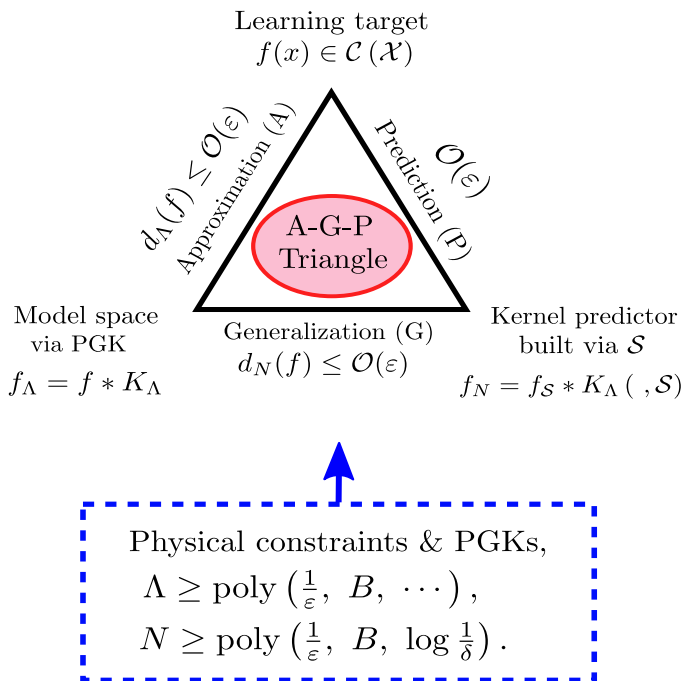 Learning target
f(x) ∈ 𝒞 (𝒳)
d_Λ(f) ≤ 𝒪(ε)
Approximation (A)
𝒪(ε)
Prediction (P)
A-G-P
Triangle
Model space
via PGK
f_Λ = f ∗ K_Λ
Generalization (G)
d_N(f) ≤ 𝒪(ε)
Kernel predictor
built via 𝒮
f_N = f_𝒮 ∗ K_Λ ( , 𝒮)
Physical constraints & PGKs,
Λ ≥ poly (1/ε, B, ⋯) ,
N ≥ poly (1/ε, B, log 1/δ) .